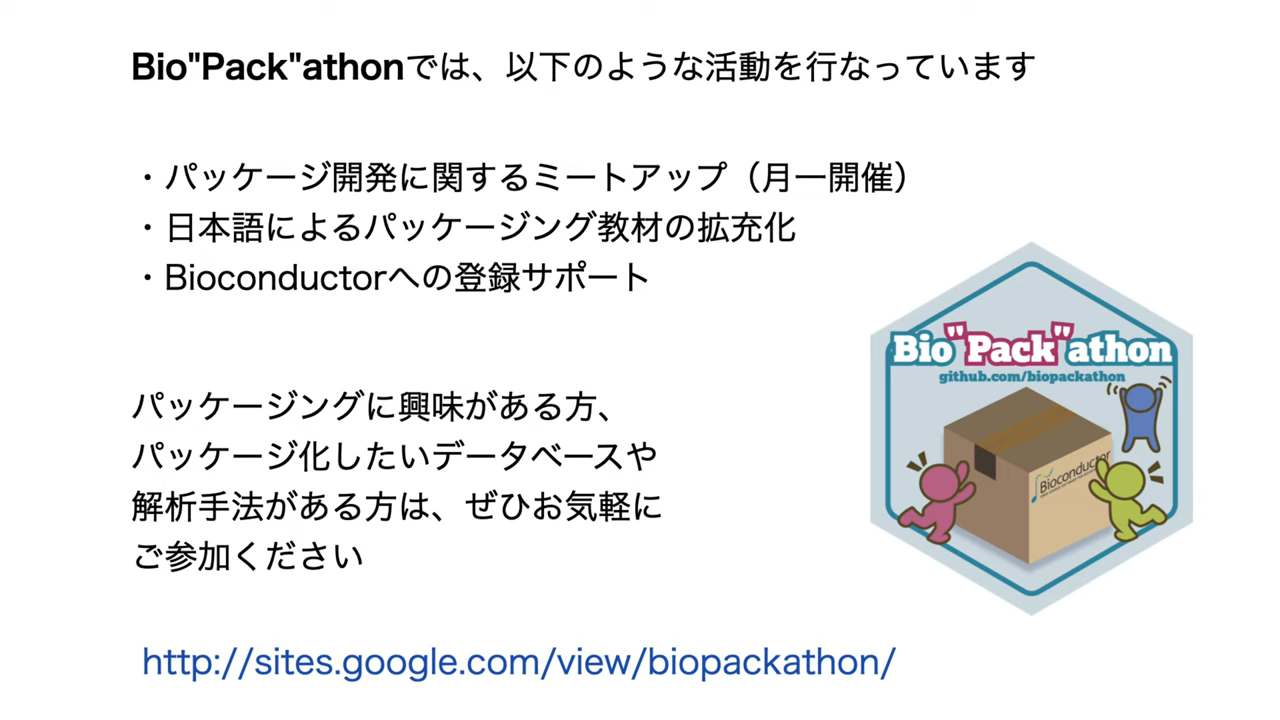 Bio"Pack"athonでは、以下のような活動を行なっています
・パッケージ開発に関するミートアップ（月一開催）
・日本語によるパッケージング教材の拡充化
・Bioconductorへの登録サポート
Bio"Pack"athon
github.com/biopackathon
Bioconductor
パッケージングに興味がある方、
パッケージ化したいデータベースや
解析手法がある方は、ぜひお気軽に
ご参加ください
http://sites.google.com/view/biopackathon/